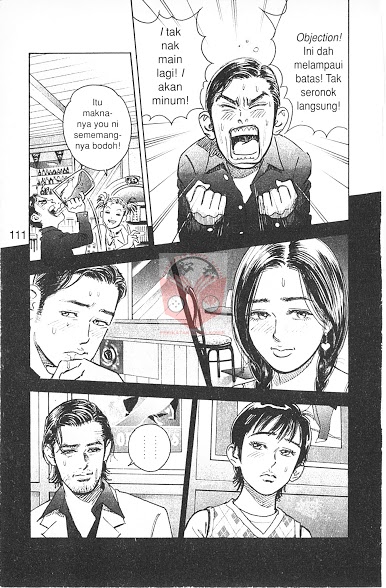 Objection!
Ini dah
melampaui
batas! Tak
seronok
langsung!
I tak
nak
main
lagi! I
akan
minum!
Itu
makna-
nya you ni
sememang-
nya bodoh!
111